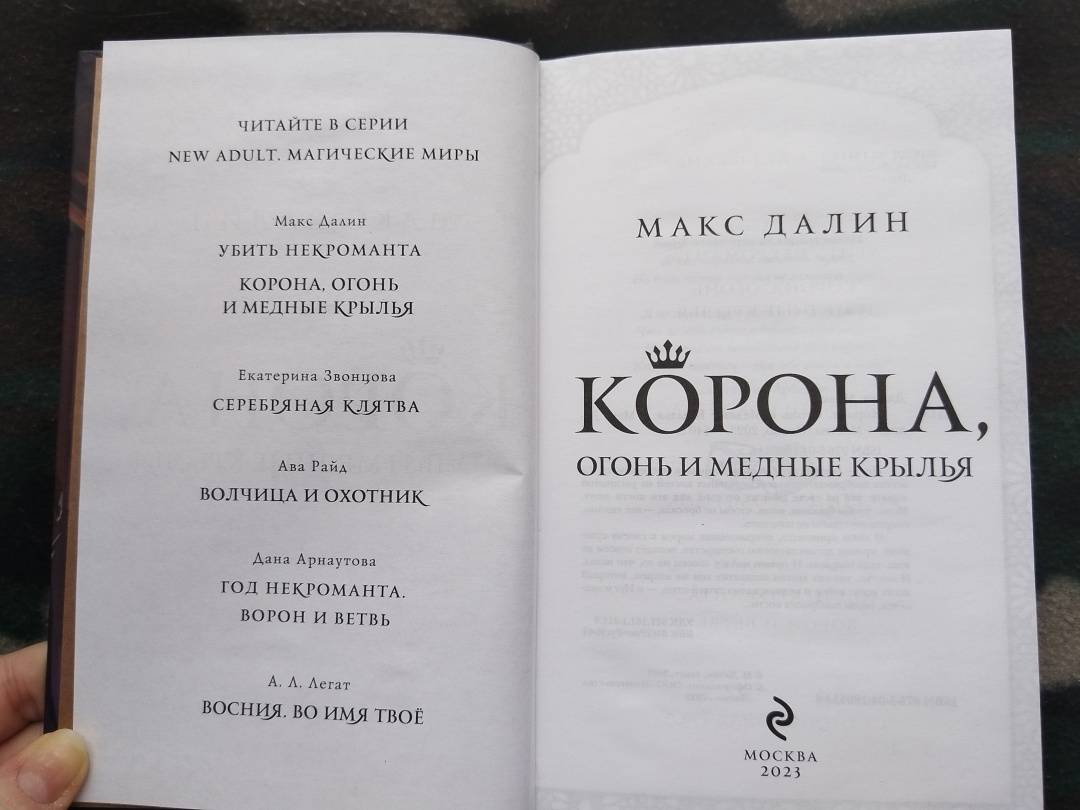 ЧИТАЙТЕ В СЕРИИ
NEW ADULT. МАГИЧЕСКИЕ МИРЫ
Макс Далин
УБИТЬ НЕКРОМАНТА
КОРОНА, ОГОНЬ
И МЕДНЫЕ КРЫЛЬЯ
Екатерина Звонцова
СЕРЕБРЯНАЯ КЛЯТВА
Ава Райд
ВОЛЧИЦА И ОХОТНИК
Дана Арнаутова
ГОД НЕКРОМАНТА.
ВОРОН И ВЕТВЬ
А. Л. Легат
ВОСНИЯ. ВО ИМЯ ТВОЁ
МАКС ДАЛИН
КОРОНА,
ОГОНЬ И МЕДНЫЕ КРЫЛЬЯ
МОСКВА
2023